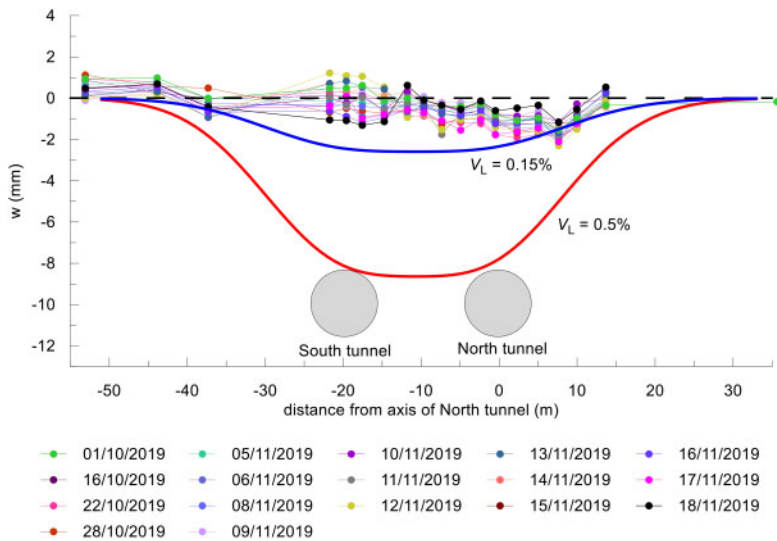 4
2
0
-2
-4
-6
-8
-10
-12
w (mm)
V_L = 0.15%
V_L = 0.5%
South tunnel
North tunnel
-50 -40 -30 -20 -10 0 10 20 30
distance from axis of North tunnel (m)
01/10/2019 05/11/2019 10/11/2019 13/11/2019 16/11/2019
16/10/2019 06/11/2019 11/11/2019 14/11/2019 17/11/2019
22/10/2019 08/11/2019 12/11/2019 15/11/2019 18/11/2019
28/10/2019 09/11/2019